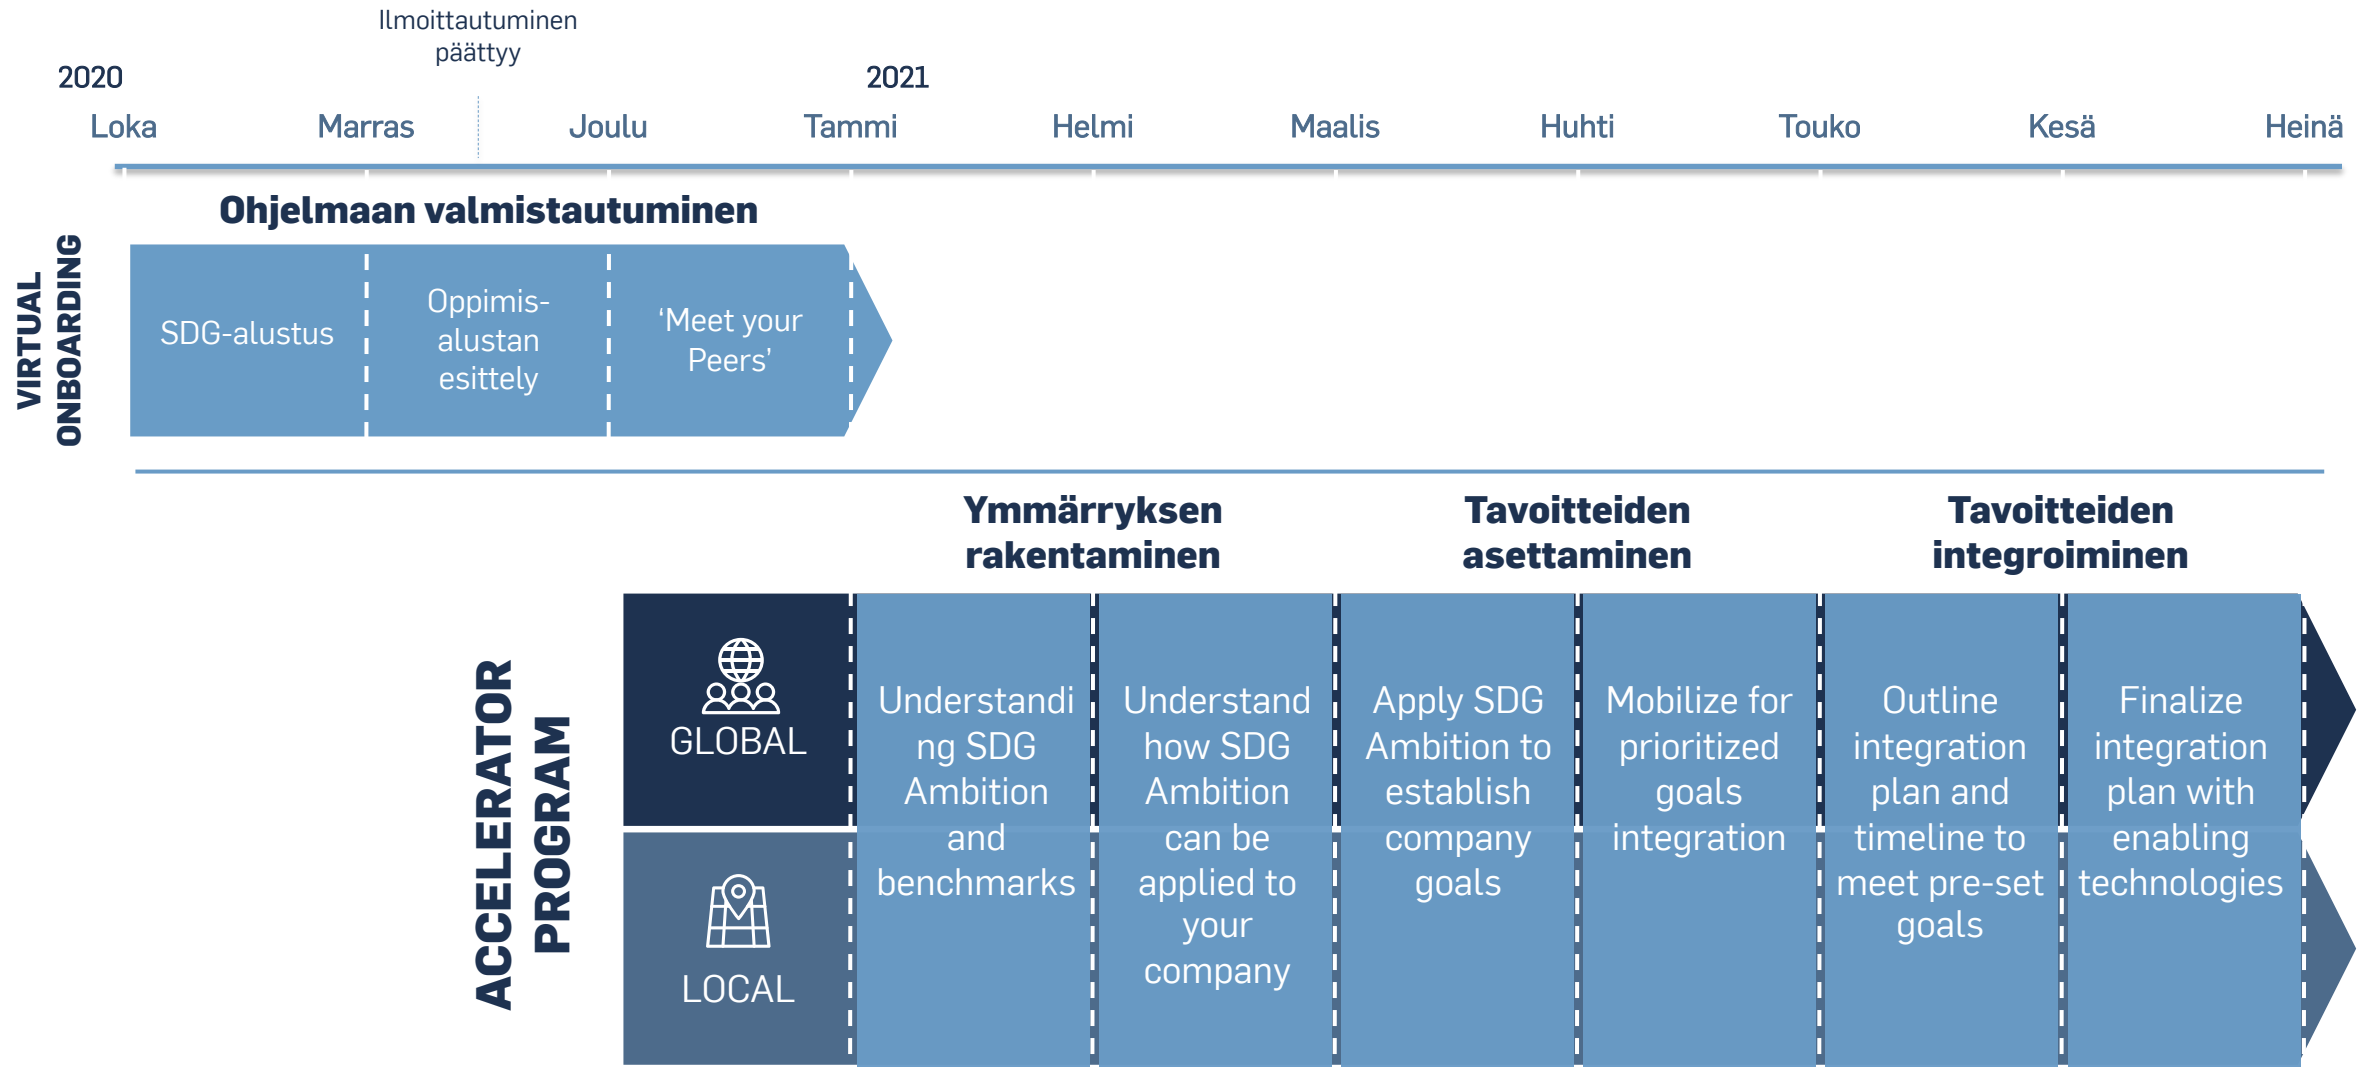 Ilmoittautuminen
päättyy
2020
2021
Loka
Marras
Joulu
Tammi
Helmi
Maalis
Huhti
Touko
Kesä
Heinä
VIRTUAL
ONBOARDING
Ohjelmaan valmistautuminen
SDG-alustus
Oppimis-
alustan
esittely
‘Meet your
Peers’
Ymmärryksen
rakentaminen
Tavoitteiden
asettaminen
Tavoitteiden
integroiminen
ACCELERATOR
PROGRAM
GLOBAL
LOCAL
Understandi
ng SDG
Ambition
and
benchmarks
Understand
how SDG
Ambition
can be
applied to
your
company
Apply SDG
Ambition to
establish
company
goals
Mobilize for
prioritized
goals
integration
Outline
integration
plan and
timeline to
meet pre-set
goals
Finalize
integration
plan with
enabling
technologies